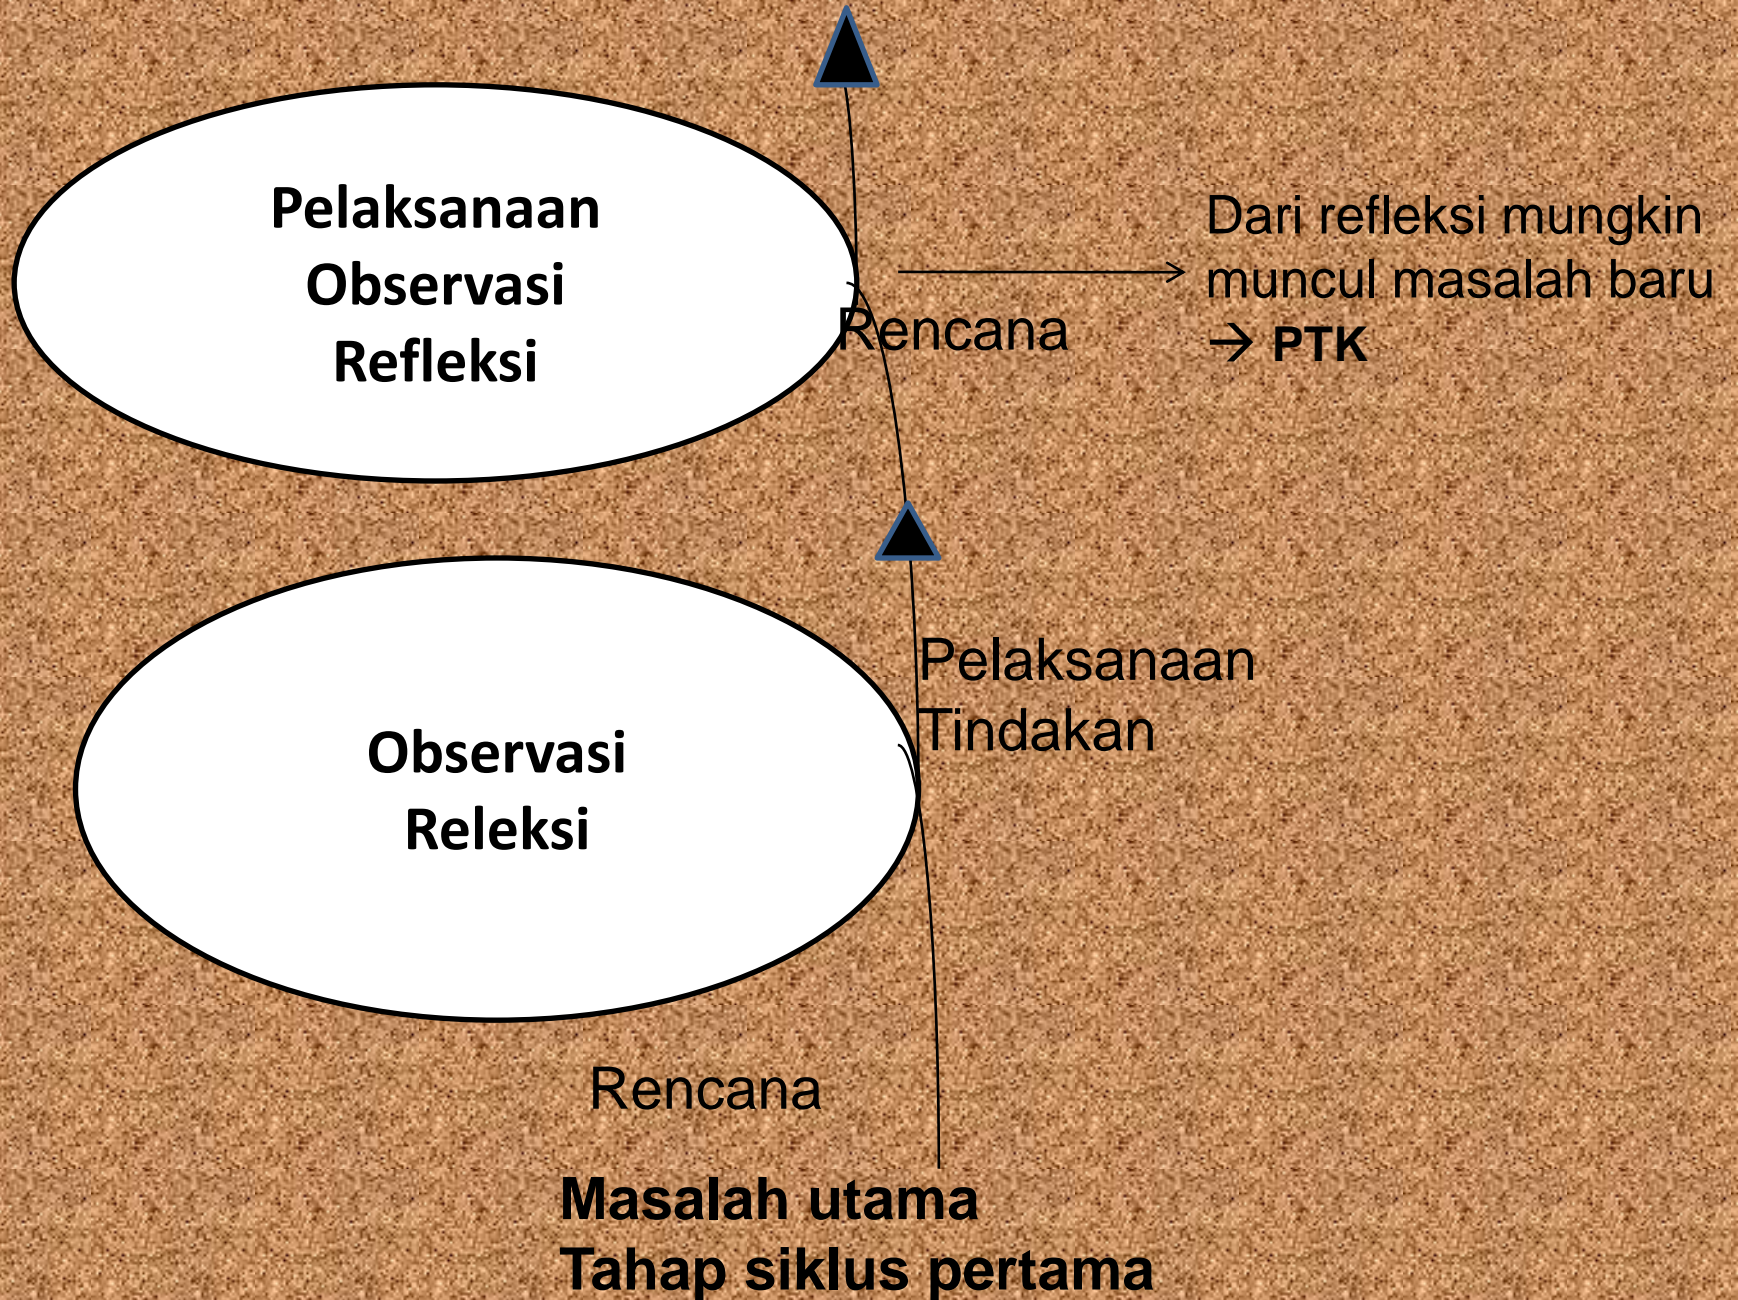 Pelaksanaan
Observasi
Refleksi
Rencana
Dari refleksi mungkin
muncul masalah baru
→ PTK
Pelaksanaan
Tindakan
Observasi
Releksi
Rencana
Masalah utama
Tahap siklus pertama